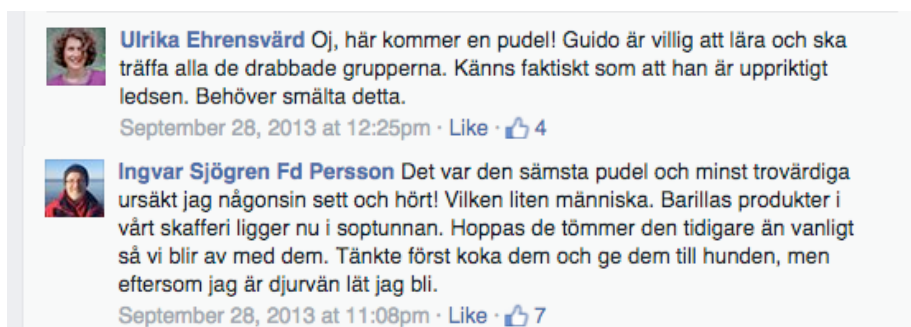 Ulrika Ehrensvärd Oj, här kommer en pudel! Guido är villig att lära och ska
träffa alla de drabbade grupperna. Känns faktiskt som att han är uppriktigt
ledsen. Behöver smälta detta.
September 28, 2013 at 12:25pm · Like · 4
Ingvar Sjögren Fd Persson Det var den sämsta pudel och minst trovärdiga
ursäkt jag någonsin sett och hört! Vilken liten människa. Barillas produkter i
vårt skafferi ligger nu i soptunnan. Hoppas de tömmer den tidigare än vanligt
så vi blir av med dem. Tänkte först koka dem och ge dem till hunden, men
eftersom jag är djurvän lät jag bli.
September 28, 2013 at 11:08pm · Like · 7